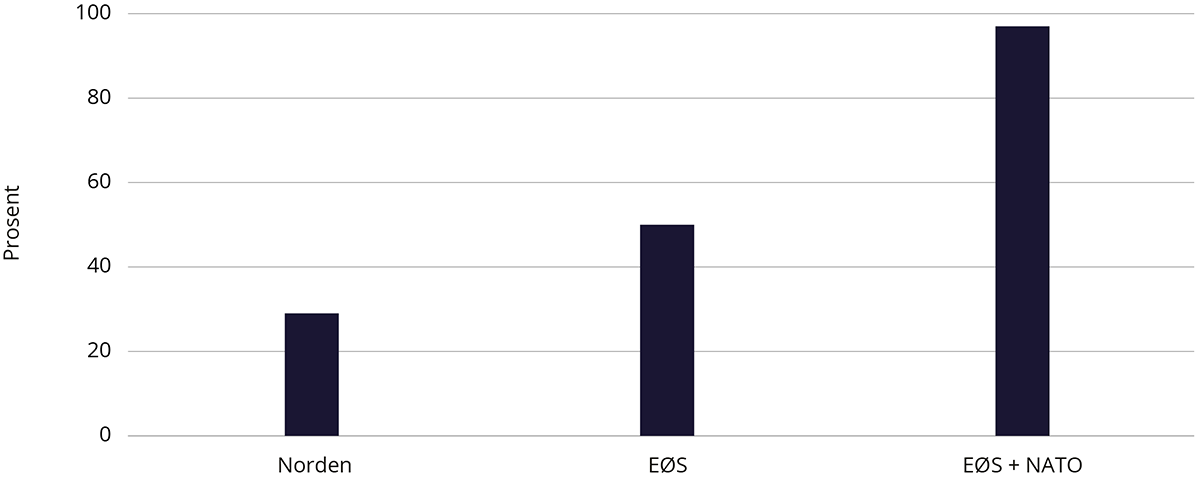 Prosent
100
80
60
40
20
0
Norden
EØS
EØS + NATO